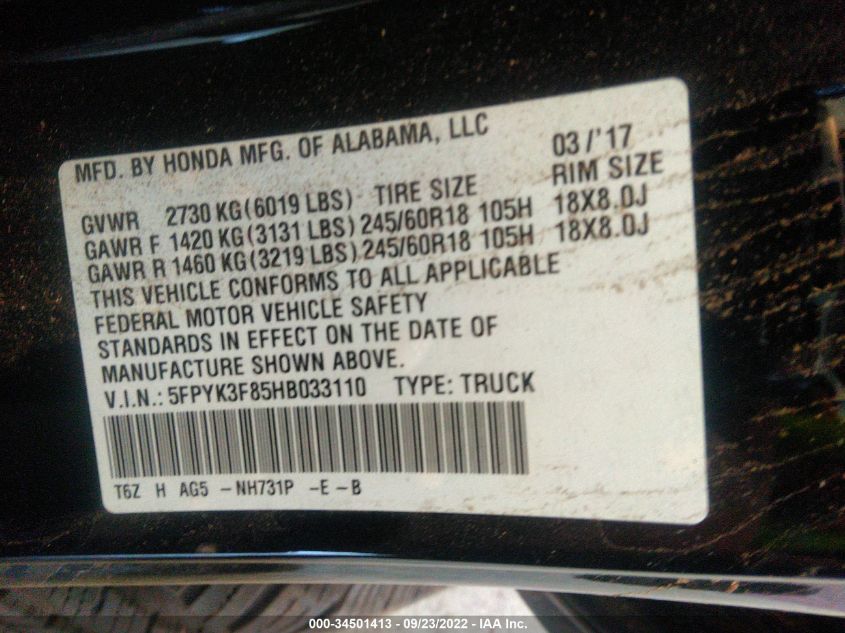 MFD. BY HONDA MFG. OF ALABAMA, LLC 03/'17
TIRE SIZE RIM SIZE
GVWR 2730 KG(6019 LBS)
GAWR F 1420 KG(3131 LBS) 245/60R18 105H 18X8.0J
GAWR R 1460 KG(3219 LBS) 245/60R18 105H 18X8.0J
THIS VEHICLE CONFORMS TO ALL APPLICABLE
FEDERAL MOTOR VEHICLE SAFETY
STANDARDS IN EFFECT ON THE DATE OF
MANUFACTURE SHOWN ABOVE.
V.I.N.: 5FPYK3F85HB033110 TYPE: TRUCK
T6Z H AG5 -NH731P -E -B
000-34501413 - 09/23/2022 - IAA Inc.